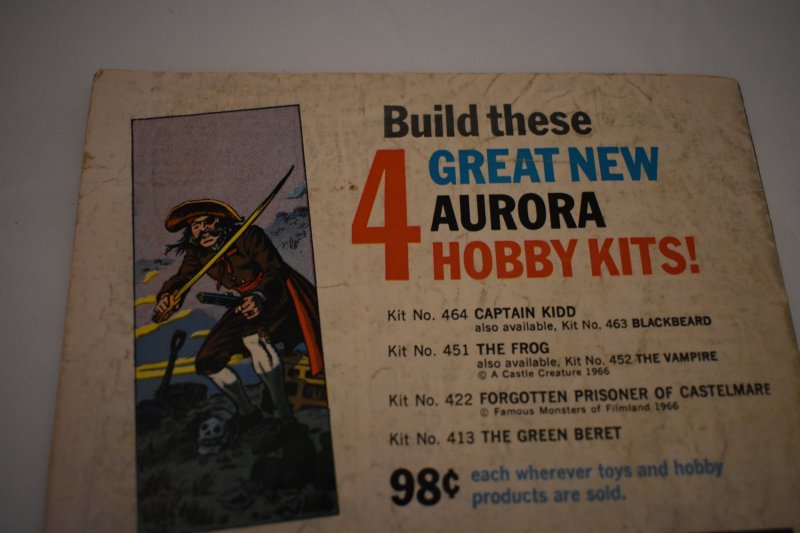 Build these
4 GREAT NEW
AURORA
HOBBY KITS!
Kit No. 464 CAPTAIN KIDD
also available, Kit No. 463 BLACKBEARD
Kit No. 451 THE FROG
also available, Kit No. 452 THE VAMPIRE
© A Castle Creature 1966
Kit No. 422 FORGOTTEN PRISONER OF CASTELMARE
© Famous Monsters of Filmland 1966
Kit No. 413 THE GREEN BERET
98¢ each wherever toys and hobby
products are sold.